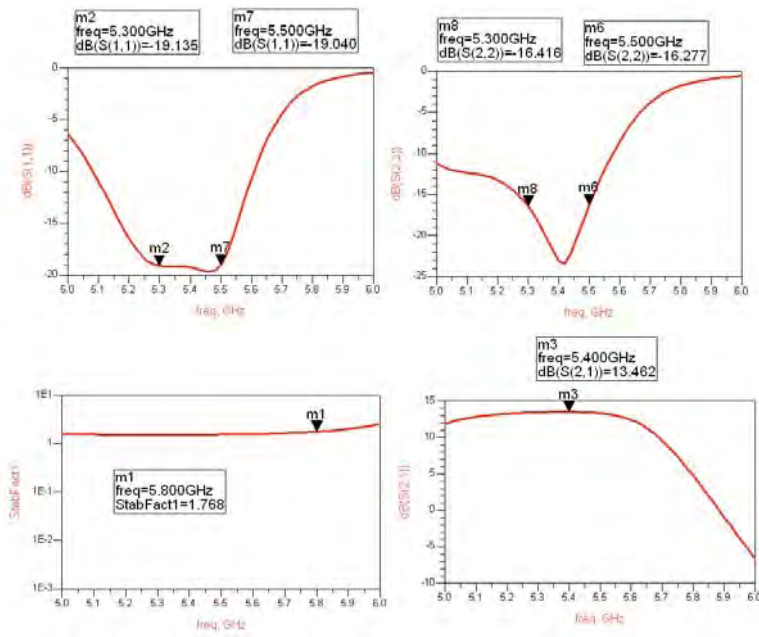 m2
freq=5.300GHz
dB(S(1,1))=-19.135
m7
freq=5.500GHz
dB(S(1,1))=-19.040
dB(S(1,1))
0
-5
-10
-15
-20
m2
m7
5.0 5.1 5.2 5.3 5.4 5.5 5.6 5.7 5.8 5.9 6.0
freq, GHz
m8
freq=5.300GHz
dB(S(2,2))=-16.416
m6
freq=5.500GHz
dB(S(2,2))=-16.277
dB(S(2,2))
0
-5
-10
-15
-20
-25
m8
m6
5.0 5.1 5.2 5.3 5.4 5.5 5.6 5.7 5.8 5.9 6.0
freq, GHz
StabFact1
1E1
1
1E-1
1E-2
1E-3
m1
m1
freq=5.800GHz
StabFact1=1.768
5.0 5.1 5.2 5.3 5.4 5.5 5.6 5.7 5.8 5.9 6.0
freq, GHz
m3
freq=5.400GHz
dB(S(2,1))=13.462
dB(S(2,1))
15
10
5
0
-5
-10
m3
5.0 5.1 5.2 5.3 5.4 5.5 5.6 5.7 5.8 5.9 6.0
freq, GHz